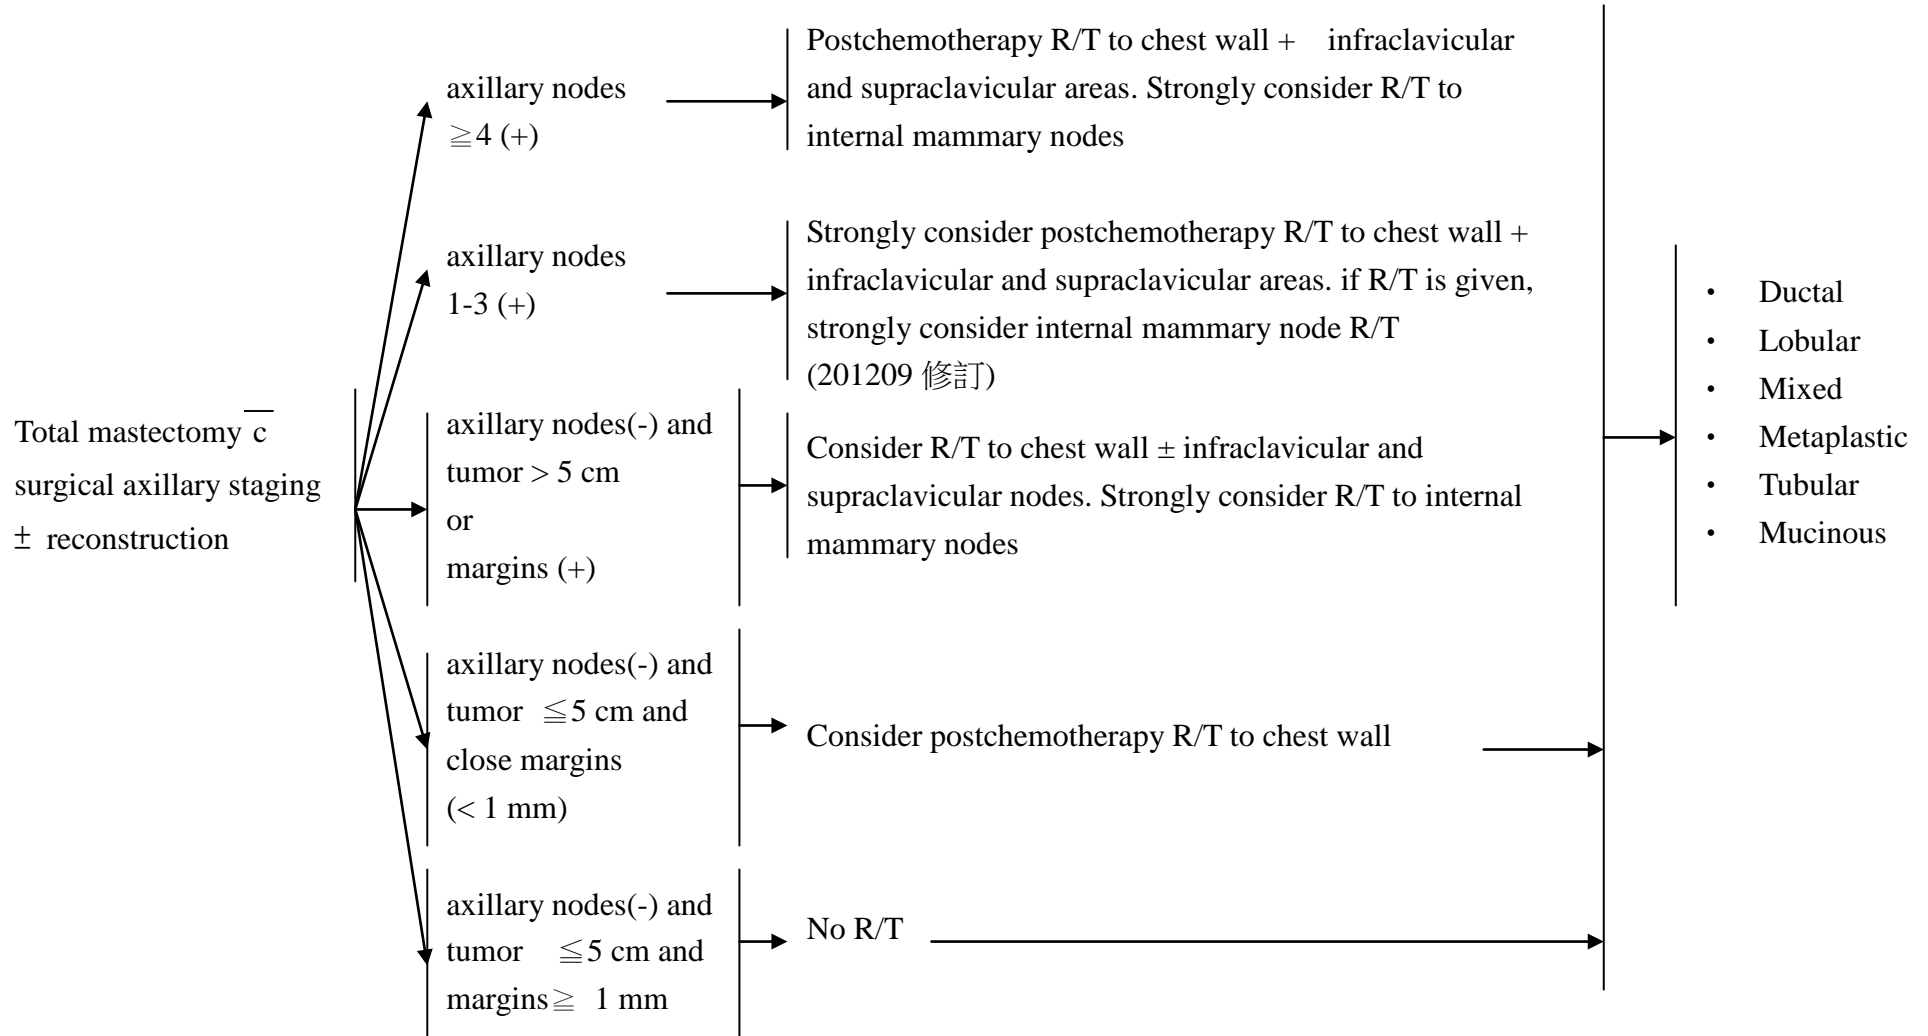 Total mastectomy c̅
surgical axillary staging
± reconstruction
axillary nodes
≧4 (+)
Postchemotherapy R/T to chest wall + infraclavicular
and supraclavicular areas. Strongly consider R/T to
internal mammary nodes
axillary nodes
1-3 (+)
Strongly consider postchemotherapy R/T to chest wall +
infraclavicular and supraclavicular areas. if R/T is given,
strongly consider internal mammary node R/T
(201209 修訂)
axillary nodes(-) and
tumor > 5 cm
or
margins (+)
Consider R/T to chest wall ± infraclavicular and
supraclavicular nodes. Strongly consider R/T to internal
mammary nodes
axillary nodes(-) and
tumor ≦5 cm and
close margins
(< 1 mm)
Consider postchemotherapy R/T to chest wall
axillary nodes(-) and
tumor ≦5 cm and
margins≧ 1 mm
No R/T
• Ductal
• Lobular
• Mixed
• Metaplastic
• Tubular
• Mucinous